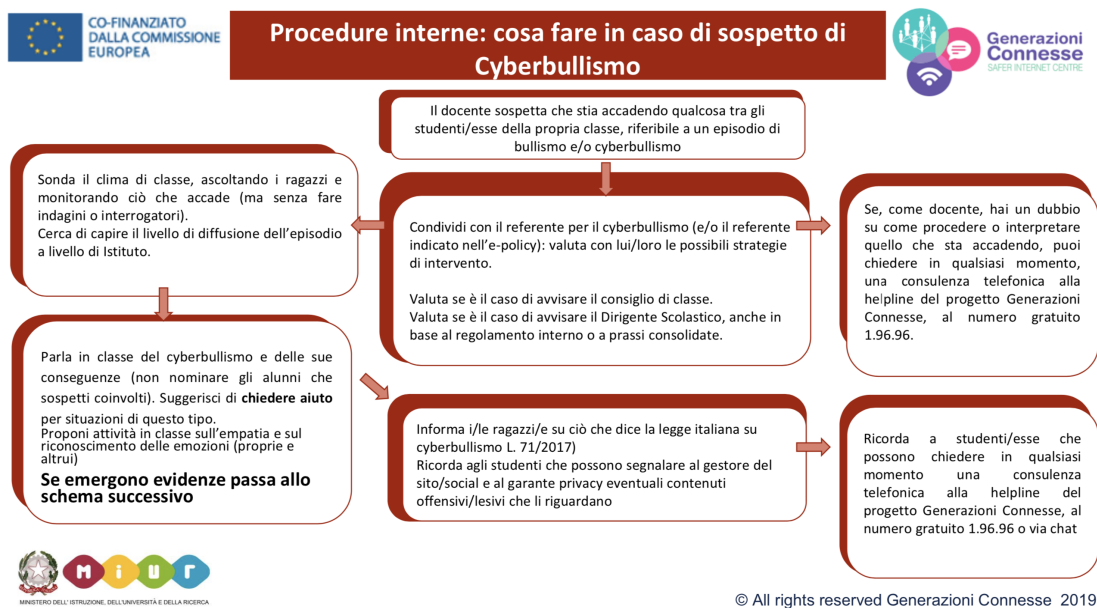 CO-FINANZIATO
DALLA COMMISSIONE
EUROPEA
Procedure interne: cosa fare in caso di sospetto di
Cyberbullismo
Generazioni
Connesse
SAFER INTERNET CENTRE
Il docente sospetta che stia accadendo qualcosa tra gli
studenti/esse della propria classe, riferibile a un episodio di
bullismo e/o cyberbullismo
Sonda il clima di classe, ascoltando i ragazzi e
monitorando ciò che accade (ma senza fare
indagini o interrogatori).
Cerca di capire il livello di diffusione dell’episodio
a livello di Istituto.
Condividi con il referente per il cyberbullismo (e/o il referente
indicato nell’e-policy): valuta con lui/loro le possibili strategie
di intervento.
Valuta se è il caso di avvisare il consiglio di classe.
Valuta se è il caso di avvisare il Dirigente Scolastico, anche in
base al regolamento interno o a prassi consolidate.
Se, come docente, hai un dubbio
su come procedere o interpretare
quello che sta accadendo, puoi
chiedere in qualsiasi momento,
una consulenza telefonica alla
helpline del progetto Generazioni
Connesse, al numero gratuito
1.96.96.
Parla in classe del cyberbullismo e delle sue
conseguenze (non nominare gli alunni che
sospetti coinvolti). Suggerisci di chiedere aiuto
per situazioni di questo tipo.
Proponi attività in classe sull’empatia e sul
riconoscimento delle emozioni (proprie e
altrui)
Se emergono evidenze passa allo
schema successivo
Informa i/le ragazzi/e su ciò che dice la legge italiana su
cyberbullismo L. 71/2017)
Ricorda agli studenti che possono segnalare al gestore del
sito/social e al garante privacy eventuali contenuti
offensivi/lesivi che li riguardano
Ricorda a studenti/esse che
possono chiedere in qualsiasi
momento una consulenza
telefonica alla helpline del
progetto Generazioni Connesse, al
numero gratuito 1.96.96 o via chat
miur
MINISTERO DELL' ISTRUZIONE, DELL'UNIVERSITÀ E DELLA RICERCA
© All rights reserved Generazioni Connesse 2019